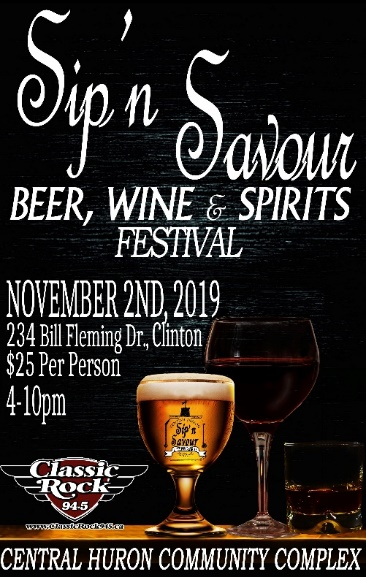 Sip'n
Savour
BEER, WINE & SPIRITS
FESTIVAL
NOVEMBER 2ND, 2019
234 Bill Fleming Dr., Clinton
$25 Per Person
4-10pm
Sip'n
Savour
Classic
Rock
94.5
www.ClassicRock945.ca
CENTRAL HURON COMMUNITY COMPLEX